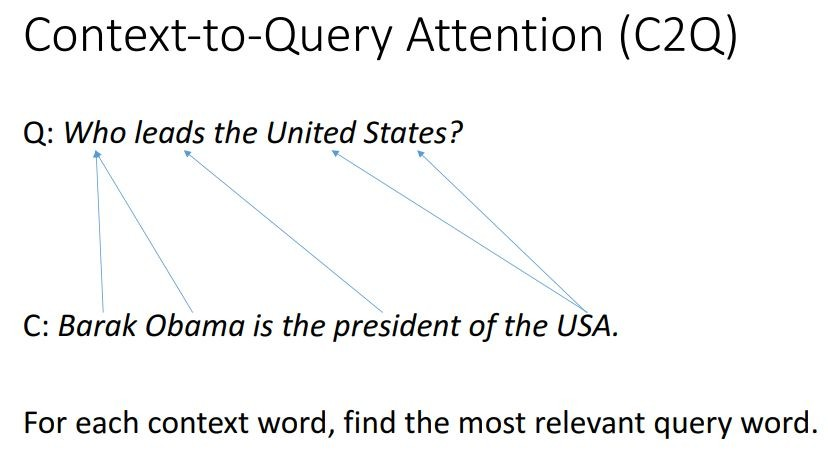 Context-to-Query Attention (C2Q)
Q: Who leads the United States?
C: Barak Obama is the president of the USA.
For each context word, find the most relevant query word.